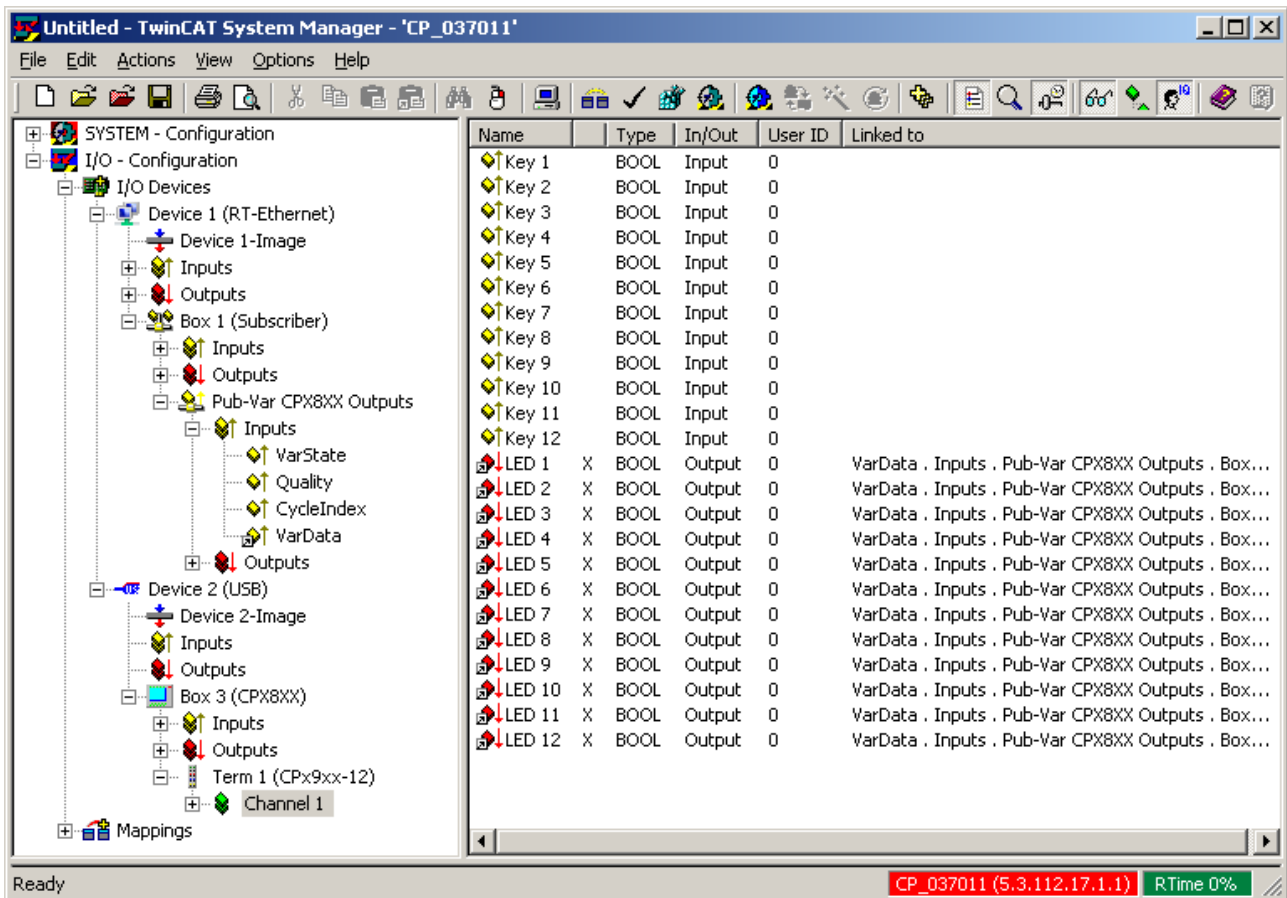 Untitled - TwinCAT System Manager - 'CP_037011'
File Edit Actions View Options Help
SYSTEM - Configuration
I/O - Configuration
I/O Devices
Device 1 (RT-Ethernet)
Device 1-Image
Inputs
Outputs
Box 1 (Subscriber)
Inputs
Outputs
Pub-Var CPX8XX Outputs
Inputs
VarState
Quality
CycleIndex
VarData
Outputs
Device 2 (USB)
Device 2-Image
Inputs
Outputs
Box 3 (CPX8XX)
Inputs
Outputs
Term 1 (CPx9xx-12)
Channel 1
Mappings
Name Type In/Out User ID Linked to
Key 1 BOOL Input 0
Key 2 BOOL Input 0
Key 3 BOOL Input 0
Key 4 BOOL Input 0
Key 5 BOOL Input 0
Key 6 BOOL Input 0
Key 7 BOOL Input 0
Key 8 BOOL Input 0
Key 9 BOOL Input 0
Key 10 BOOL Input 0
Key 11 BOOL Input 0
Key 12 BOOL Input 0
LED 1 X BOOL Output 0 VarData . Inputs . Pub-Var CPX8XX Outputs . Box...
LED 2 X BOOL Output 0 VarData . Inputs . Pub-Var CPX8XX Outputs . Box...
LED 3 X BOOL Output 0 VarData . Inputs . Pub-Var CPX8XX Outputs . Box...
LED 4 X BOOL Output 0 VarData . Inputs . Pub-Var CPX8XX Outputs . Box...
LED 5 X BOOL Output 0 VarData . Inputs . Pub-Var CPX8XX Outputs . Box...
LED 6 X BOOL Output 0 VarData . Inputs . Pub-Var CPX8XX Outputs . Box...
LED 7 X BOOL Output 0 VarData . Inputs . Pub-Var CPX8XX Outputs . Box...
LED 8 X BOOL Output 0 VarData . Inputs . Pub-Var CPX8XX Outputs . Box...
LED 9 X BOOL Output 0 VarData . Inputs . Pub-Var CPX8XX Outputs . Box...
LED 10 X BOOL Output 0 VarData . Inputs . Pub-Var CPX8XX Outputs . Box...
LED 11 X BOOL Output 0 VarData . Inputs . Pub-Var CPX8XX Outputs . Box...
LED 12 X BOOL Output 0 VarData . Inputs . Pub-Var CPX8XX Outputs . Box...
Ready CP_037011 (5.3.112.17.1.1) RTime 0%